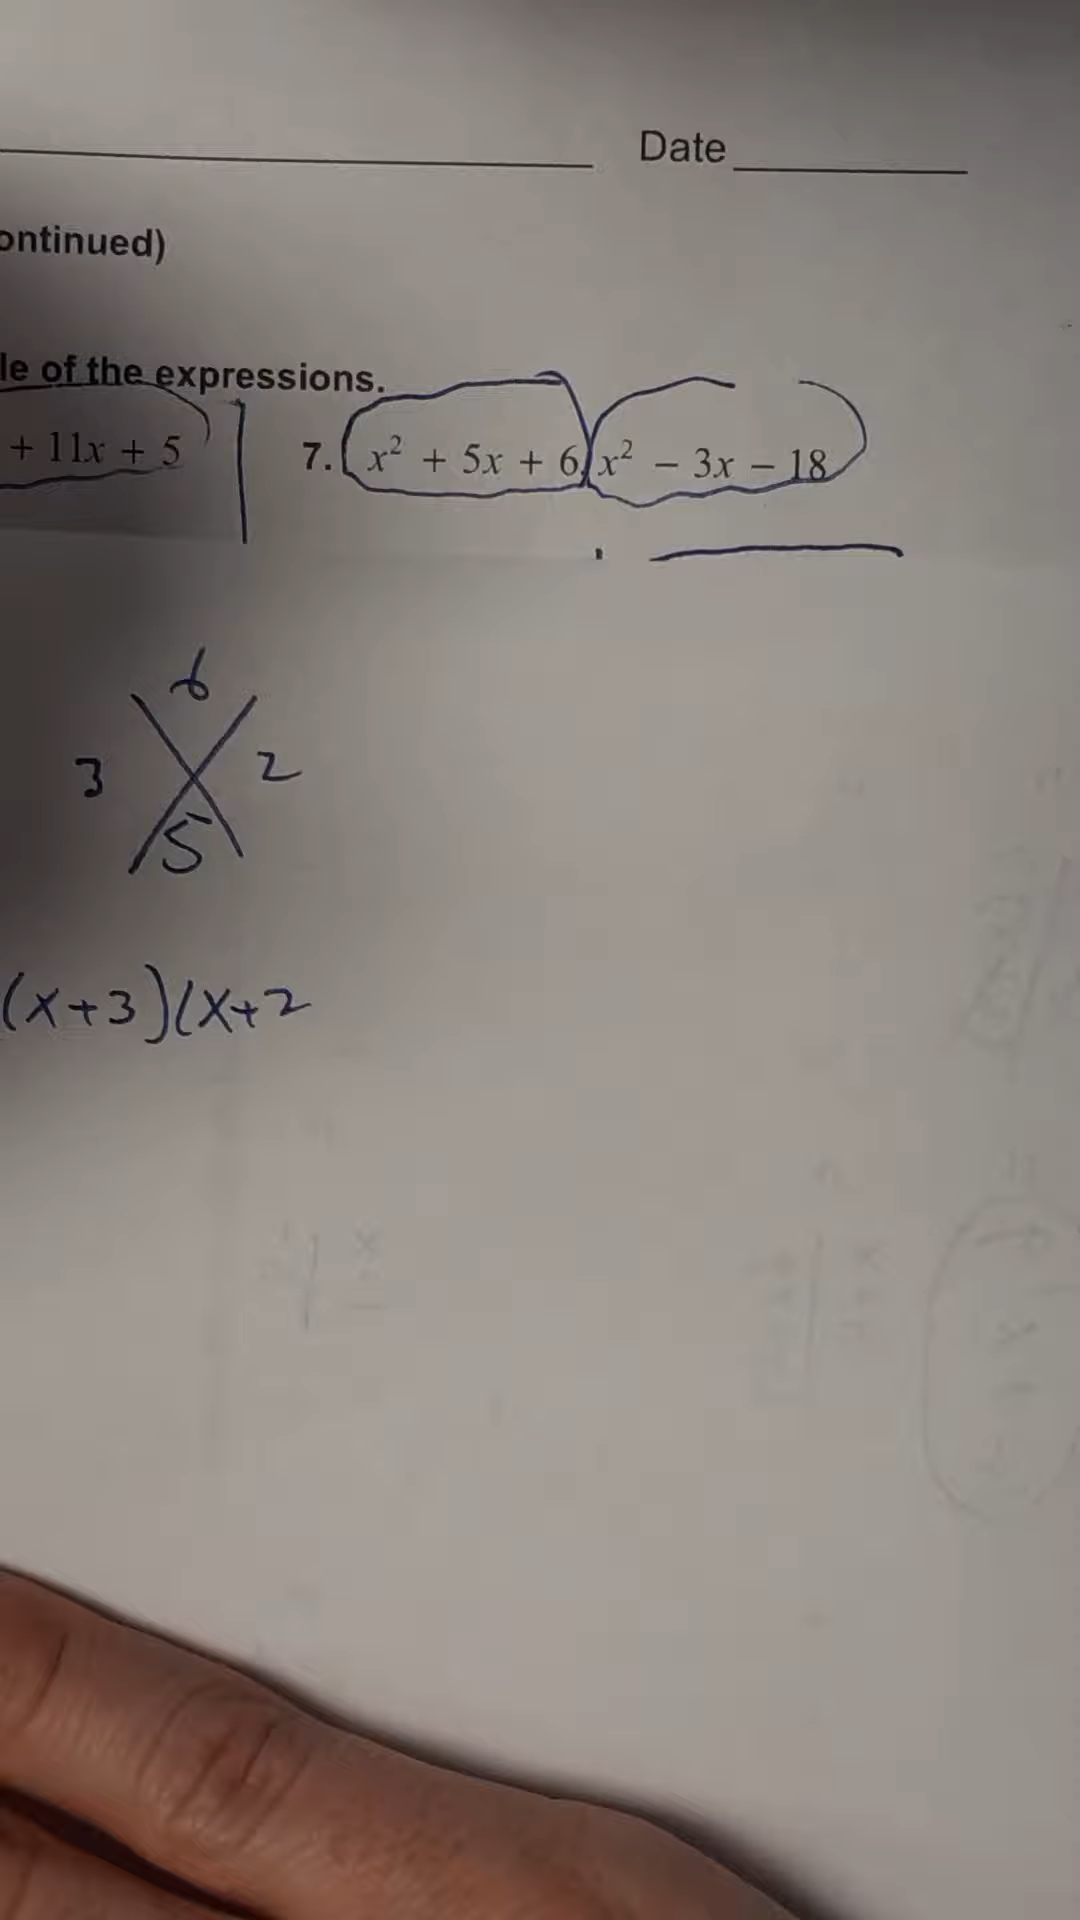 Date
ontinued)
le of the expressions.
+ 11x + 5
7. x² + 5x + 6, x² − 3x − 18
6
3 2
5
(x+3)(x+2